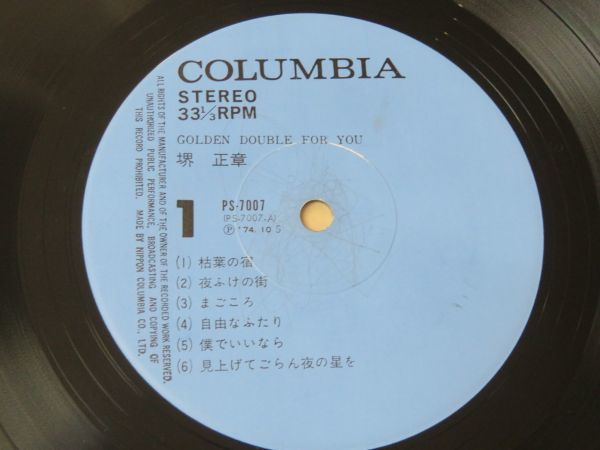 COLUMBIA
STEREO
33⅓RPM
GOLDEN DOUBLE FOR YOU
堺 正章
1
PS-7007
(PS-7007-A)
Ⓟ '74.10 S
(1) 枯葉の宿
(2) 夜ふけの街
(3) まごころ
(4) 自由なふたり
(5) 僕でいいなら
(6) 見上げてごらん夜の星を
ALL RIGHTS OF THE MANUFACTURER AND OF THE OWNER OF THE RECORDED WORK RESERVED.
UNAUTHORIZED PUBLIC PERFORMANCE, BROADCASTING AND COPYING OF
THIS RECORD PROHIBITED. MADE BY NIPPON COLUMBIA CO., LTD.